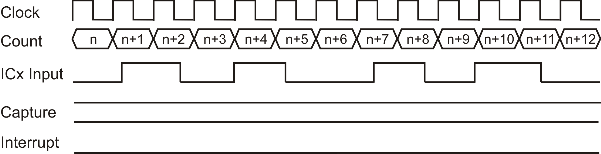 Clock
Count n n+1 n+2 n+3 n+4 n+5 n+6 n+7 n+8 n+9 n+10 n+11 n+12
ICx Input
Capture
Interrupt